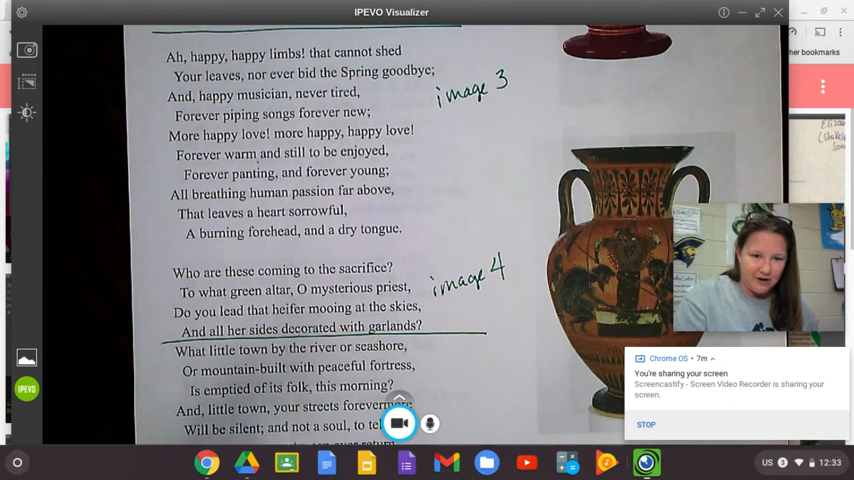 IPEVO Visualizer
her bookmarks
Ah, happy, happy limbs! that cannot shed
Your leaves, nor ever bid the Spring goodbye;
And, happy musician, never tired,
Forever piping songs forever new;
More happy love! more happy, happy love!
Forever warm and still to be enjoyed,
Forever panting, and forever young;
All breathing human passion far above,
That leaves a heart sorrowful,
A burning forehead, and a dry tongue.
image 3
Who are these coming to the sacrifice?
To what green altar, O mysterious priest,
Do you lead that heifer mooing at the skies,
And all her sides decorated with garlands?
image 4
What little town by the river or seashore,
Or mountain-built with peaceful fortress,
Is emptied of its folk, this morning?
And, little town, your streets forevermore
Will be silent; and not a soul, to tel
Chrome OS • 7m
You're sharing your screen
Screencastify - Screen Video Recorder is sharing your
screen.
STOP
IPEVO
US 3 12:33